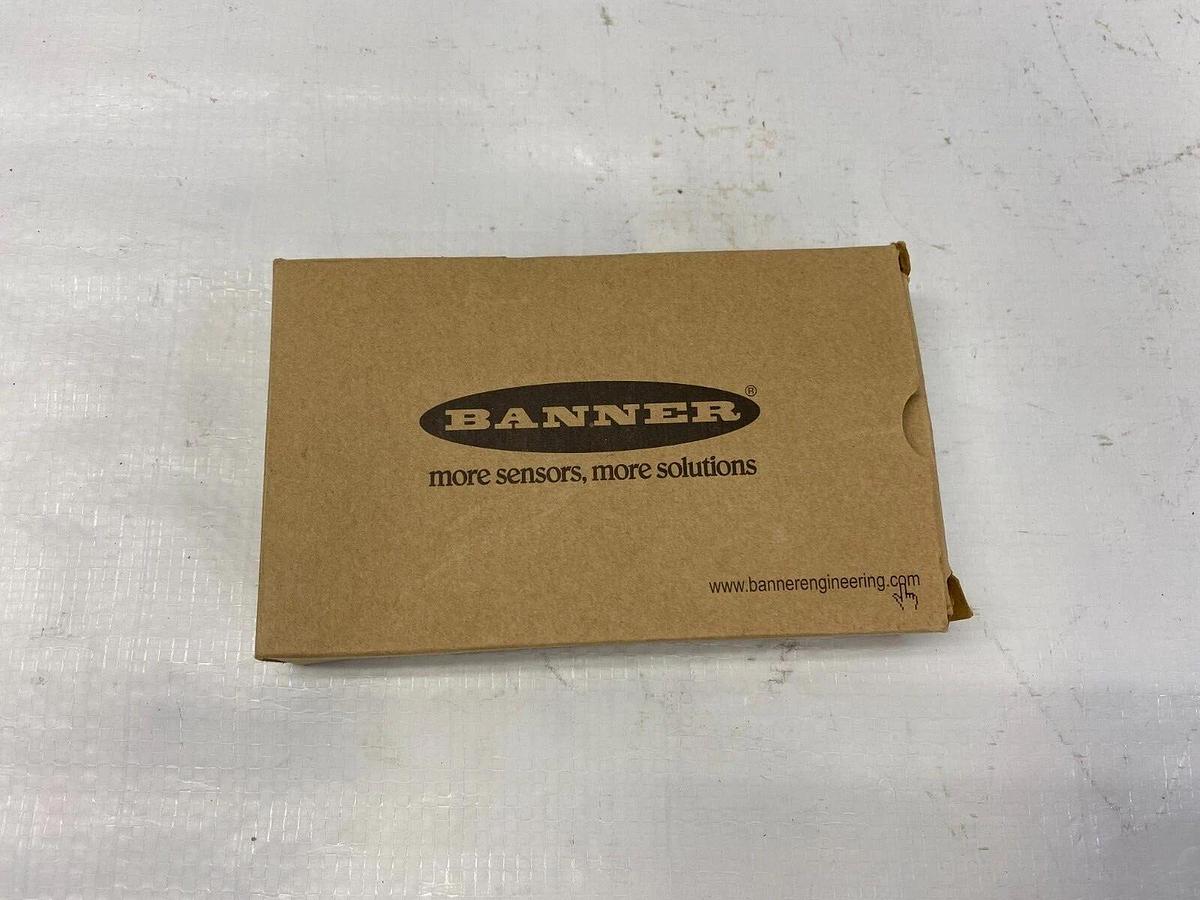 BANNER®
more sensors, more solutions
www.bannerengineering.com